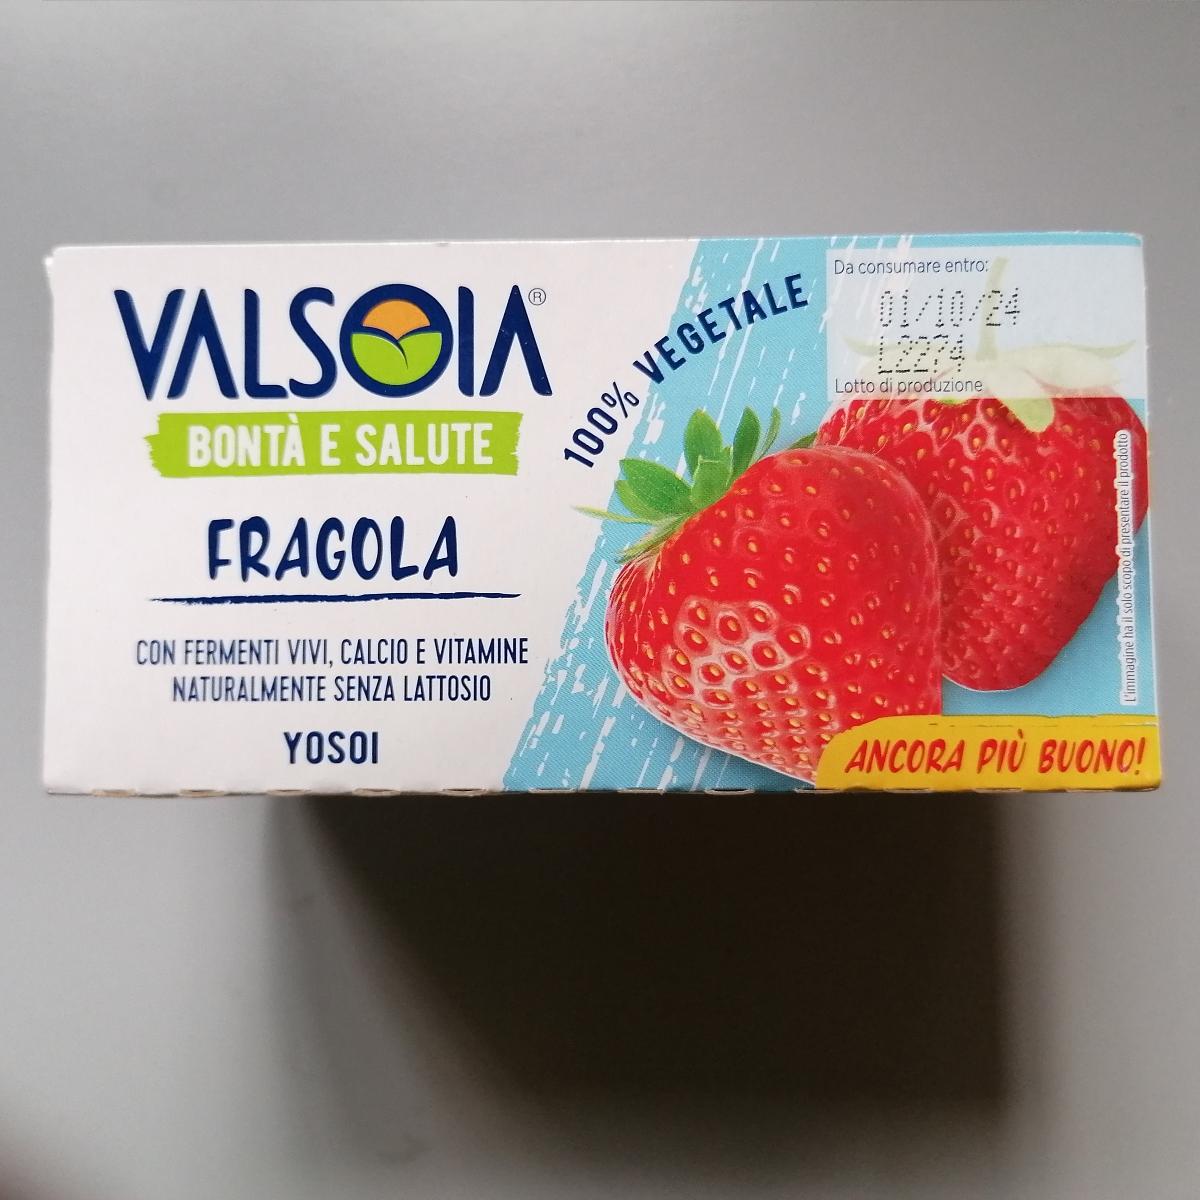 VALSOIA®
BONTÀ E SALUTE
FRAGOLA
CON FERMENTI VIVI, CALCIO E VITAMINE
NATURALMENTE SENZA LATTOSIO
YOSOI
100% VEGETALE
Da consumare entro:
01/10/24
L2274
Lotto di produzione
L'immagine ha il solo scopo di presentare il prodotto
ANCORA PIÙ BUONO!